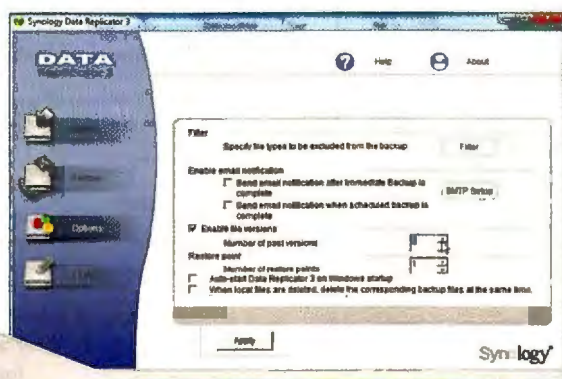 Synology Data Replicator 3
DATA
Help
About
Filter
Specify file types to be excluded from the backup
Filter
Enable email notification
Send email notification after Immediate Backup is
complete
SMTP Setup
Send email notification when scheduled backup is
complete
Enable file versions
Number of past versions
Restore point
Number of restore points
Auto-start Data Replicator 3 on Windows startup
When local files are deleted, delete the corresponding backup files at the same time.
Options
Apply
Synology